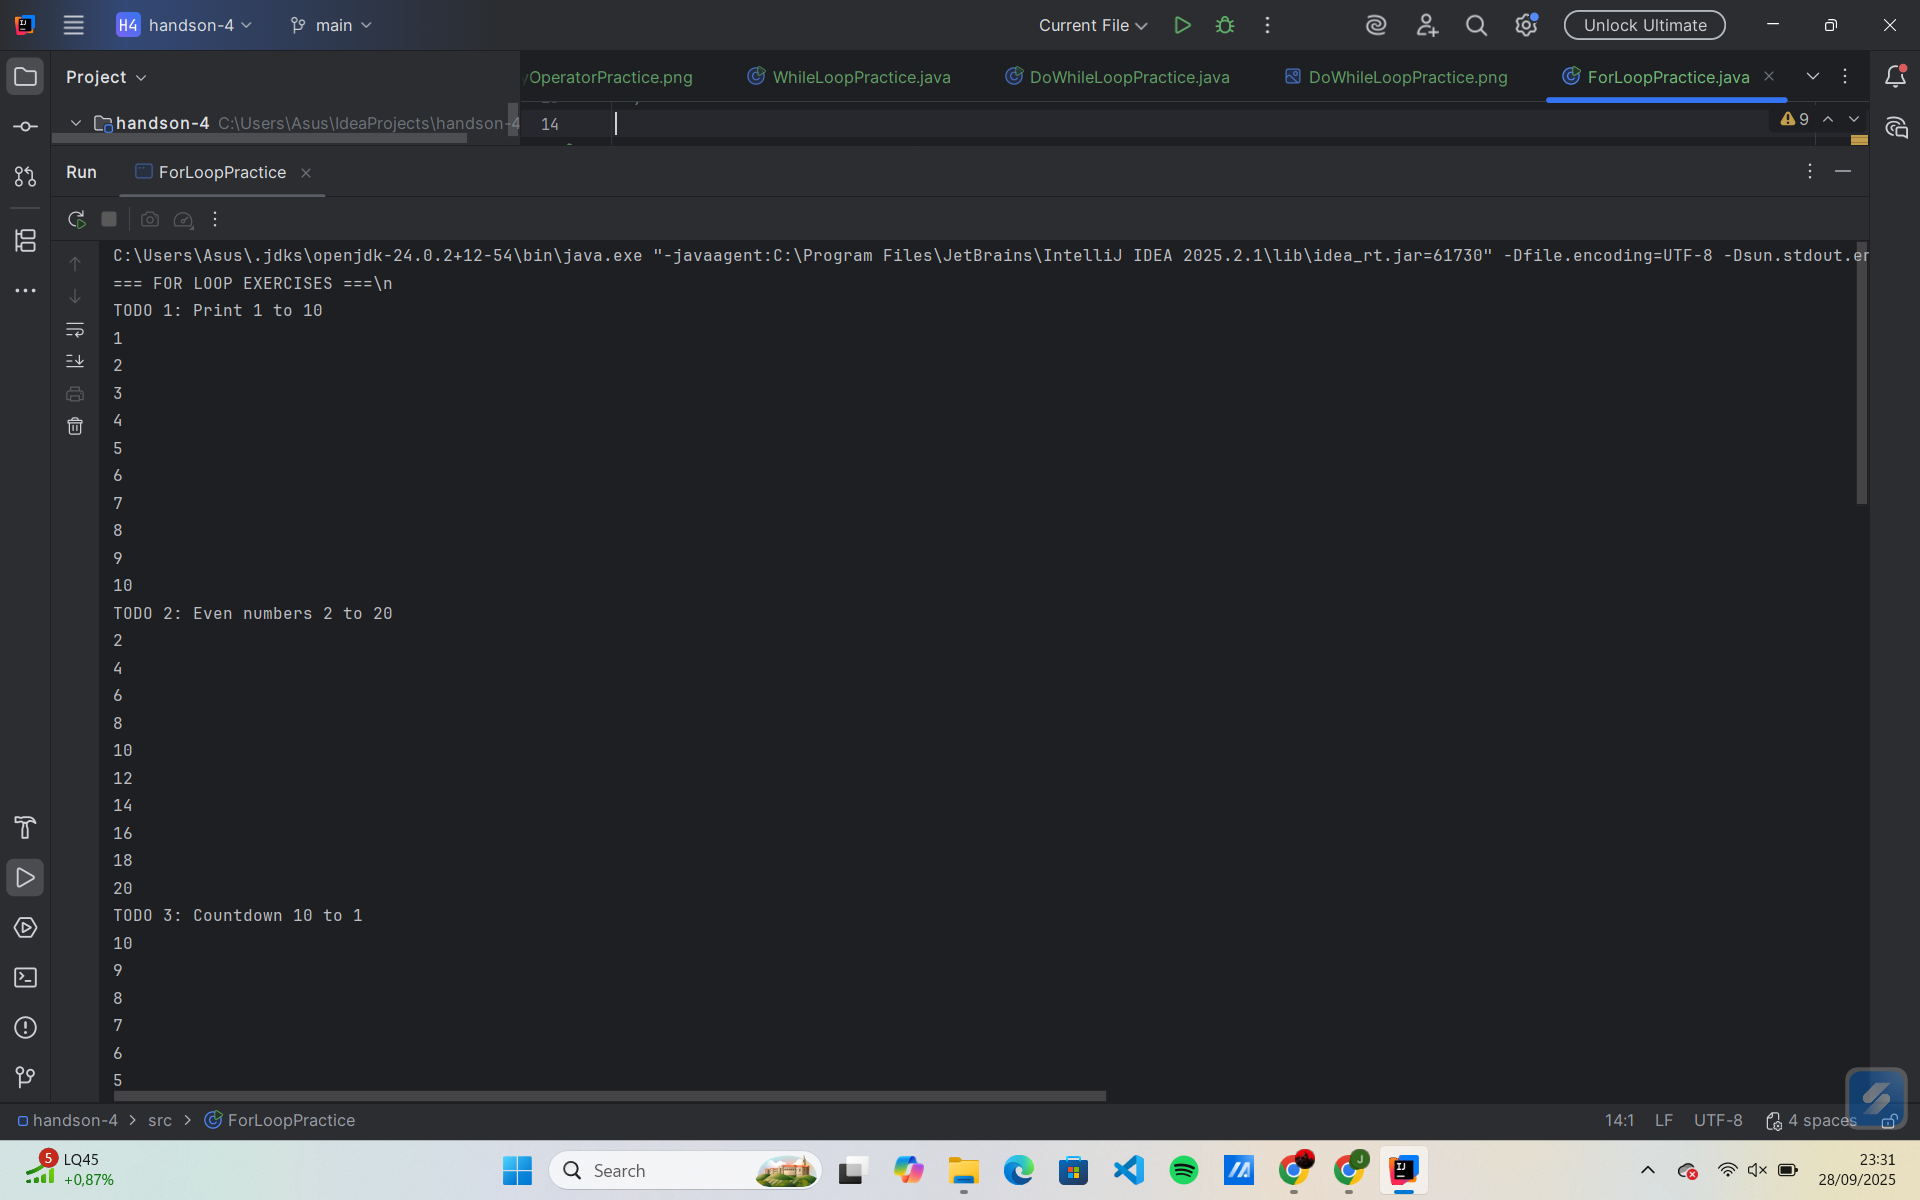 H4 handson-4 main Current File Unlock Ultimate
Project
OperatorPractice.png WhileLoopPractice.java DoWhileLoopPractice.java DoWhileLoopPractice.png ForLoopPractice.java
handson-4 C:\Users\Asus\IdeaProjects\handson-4
14
9
Run ForLoopPractice
C:\Users\Asus\.jdks\openjdk-24.0.2+12-54\bin\java.exe "-javaagent:C:\Program Files\JetBrains\IntelliJ IDEA 2025.2.1\lib\idea_rt.jar=61730" -Dfile.encoding=UTF-8 -Dsun.stdout.er
=== FOR LOOP EXERCISES ===\n
TODO 1: Print 1 to 10
1
2
3
4
5
6
7
8
9
10
TODO 2: Even numbers 2 to 20
2
4
6
8
10
12
14
16
18
20
TODO 3: Countdown 10 to 1
10
9
8
7
6
5
handson-4 > src > ForLoopPractice
14:1 LF UTF-8 4 spaces
5 LQ45
+0,87%
Search
J
IJ
23:31
28/09/2025